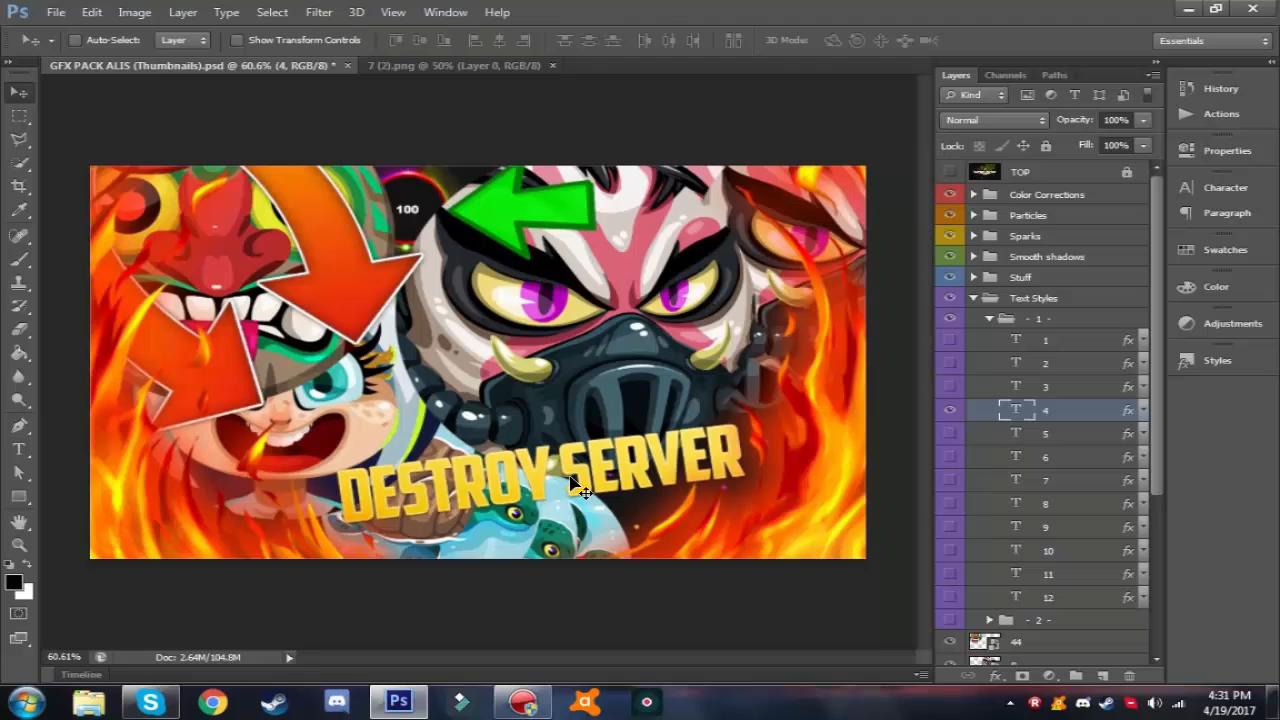 Ps File Edit Image Layer Type Select Filter 3D View Window Help
Auto-Select: Layer Show Transform Controls 3D Mode: Essentials
GFX PACK ALIS (Thumbnails).psd @ 60.6% (4, RGB/8) * × 7 (2).png @ 50% (Layer 0, RGB/8) ×
Layers Channels Paths
Kind
Normal Opacity: 100%
Lock: Fill: 100%
TOP
Color Corrections
Particles
Sparks
Smooth shadows
Stuff
Text Styles
- 1 -
T 1 fx
T 2 fx
T 3 fx
T 4 fx
T 5 fx
T 6 fx
T 7 fx
T 8 fx
T 9 fx
T 10 fx
T 11 fx
T 12 fx
- 2 -
44
History
Actions
Properties
Character
Paragraph
Swatches
Color
Adjustments
Styles
100
DESTROY SERVER
60.61% Doc: 2.64M/104.8M
Timeline
Ps
4:31 PM
4/19/2017